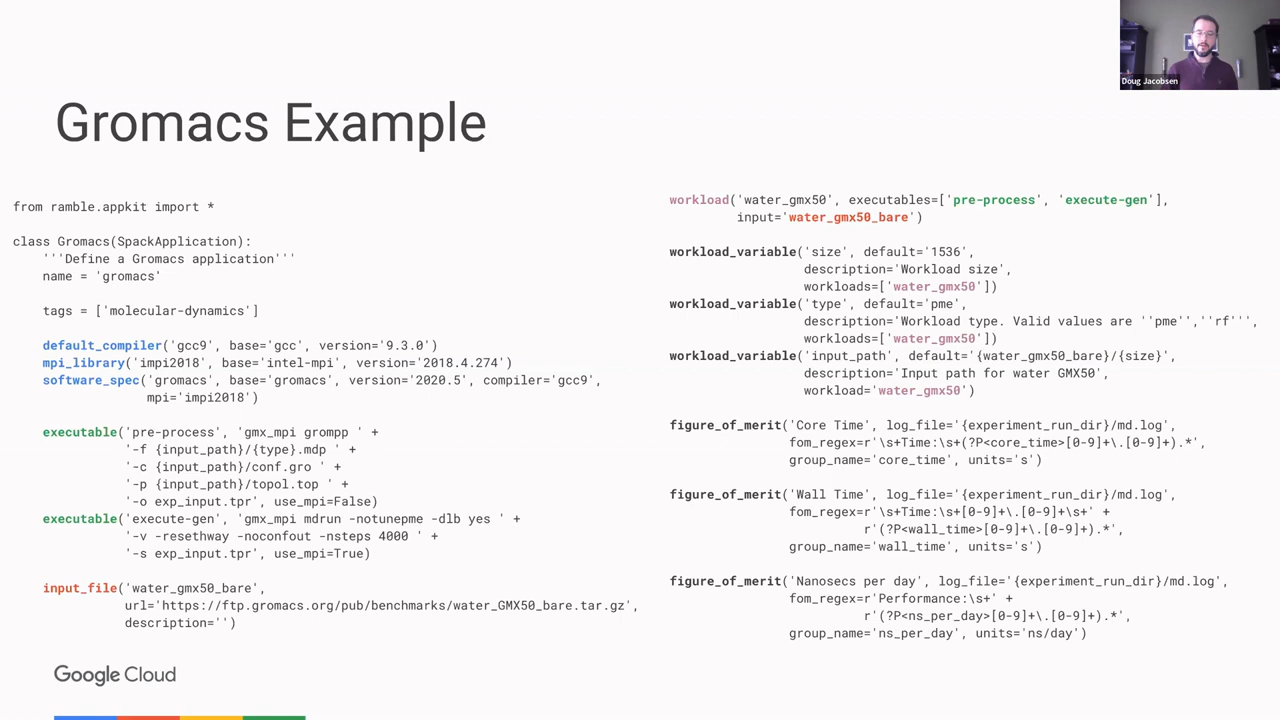 Doug Jacobsen
Gromacs Example
from ramble.appkit import *
class Gromacs(SpackApplication):
'''Define a Gromacs application'''
name = 'gromacs'
tags = ['molecular-dynamics']
default_compiler('gcc9', base='gcc', version='9.3.0')
mpi_library('impi2018', base='intel-mpi', version='2018.4.274')
software_spec('gromacs', base='gromacs', version='2020.5', compiler='gcc9',
mpi='impi2018')
executable('pre-process', 'gmx_mpi grompp ' +
'-f {input_path}/{type}.mdp ' +
'-c {input_path}/conf.gro ' +
'-p {input_path}/topol.top ' +
'-o exp_input.tpr', use_mpi=False)
executable('execute-gen', 'gmx_mpi mdrun -notunepme -dlb yes ' +
'-v -resethway -noconfout -nsteps 4000 ' +
'-s exp_input.tpr', use_mpi=True)
input_file('water_gmx50_bare',
url='https://ftp.gromacs.org/pub/benchmarks/water_GMX50_bare.tar.gz',
description='')
workload('water_gmx50', executables=['pre-process', 'execute-gen'],
input='water_gmx50_bare')
workload_variable('size', default='1536',
description='Workload size',
workloads=['water_gmx50'])
workload_variable('type', default='pme',
description='Workload type. Valid values are ''pme'',''rf''',
workloads=['water_gmx50'])
workload_variable('input_path', default='{water_gmx50_bare}/{size}',
description='Input path for water GMX50',
workload='water_gmx50')
figure_of_merit('Core Time', log_file='{experiment_run_dir}/md.log',
fom_regex=r'\s+Time:\s+(?P<core_time>[0-9]+\.[0-9]+).*',
group_name='core_time', units='s')
figure_of_merit('Wall Time', log_file='{experiment_run_dir}/md.log',
fom_regex=r'\s+Time:\s+[0-9]+\.[0-9]+\s+' +
r'(?P<wall_time>[0-9]+\.[0-9]+).*',
group_name='wall_time', units='s')
figure_of_merit('Nanosecs per day', log_file='{experiment_run_dir}/md.log',
fom_regex=r'Performance:\s+' +
r'(?P<ns_per_day>[0-9]+\.[0-9]+).*',
group_name='ns_per_day', units='ns/day')
Google Cloud